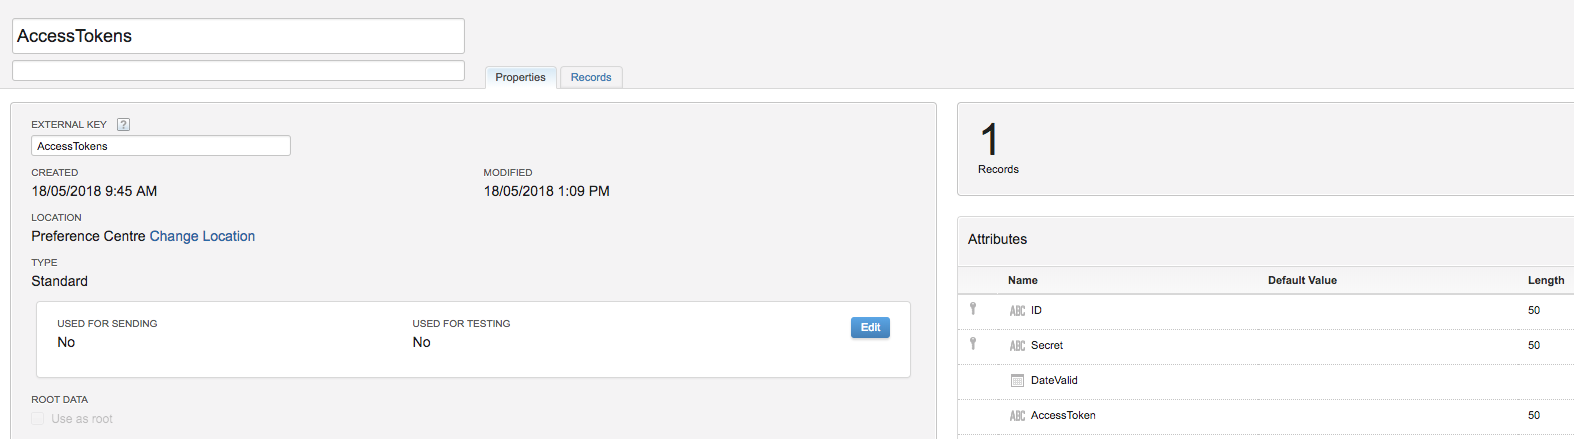 AccessTokens
Properties
Records
EXTERNAL KEY ?
AccessTokens
CREATED
18/05/2018 9:45 AM
MODIFIED
18/05/2018 1:09 PM
LOCATION
Preference Centre Change Location
TYPE
Standard
USED FOR SENDING
No
USED FOR TESTING
No
Edit
ROOT DATA
Use as root
1
Records
Attributes
Name Default Value Length
ABC ID 50
ABC Secret 50
DateValid
ABC AccessToken 50